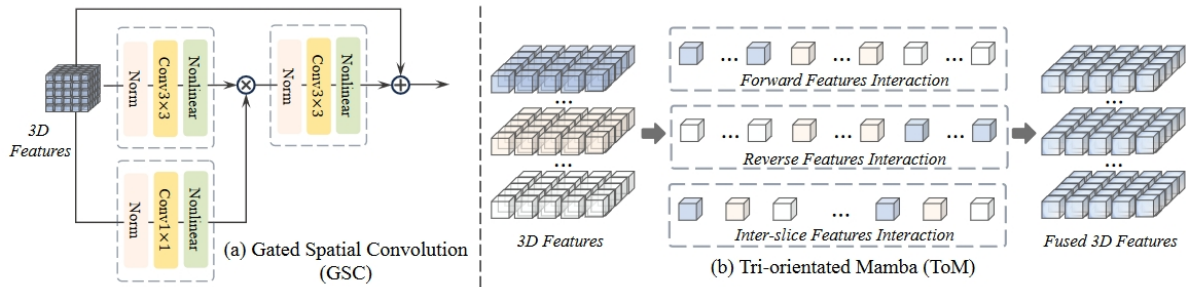 3D
Features
Norm
Conv3×3
Nonlinear
Norm
Conv3×3
Nonlinear
Norm
Conv1×1
Nonlinear
(a) Gated Spatial Convolution
(GSC)
...
...
3D Features
... ...
Forward Features Interaction
... ...
Reverse Features Interaction
...
Inter-slice Features Interaction
...
...
Fused 3D Features
(b) Tri-orientated Mamba (ToM)